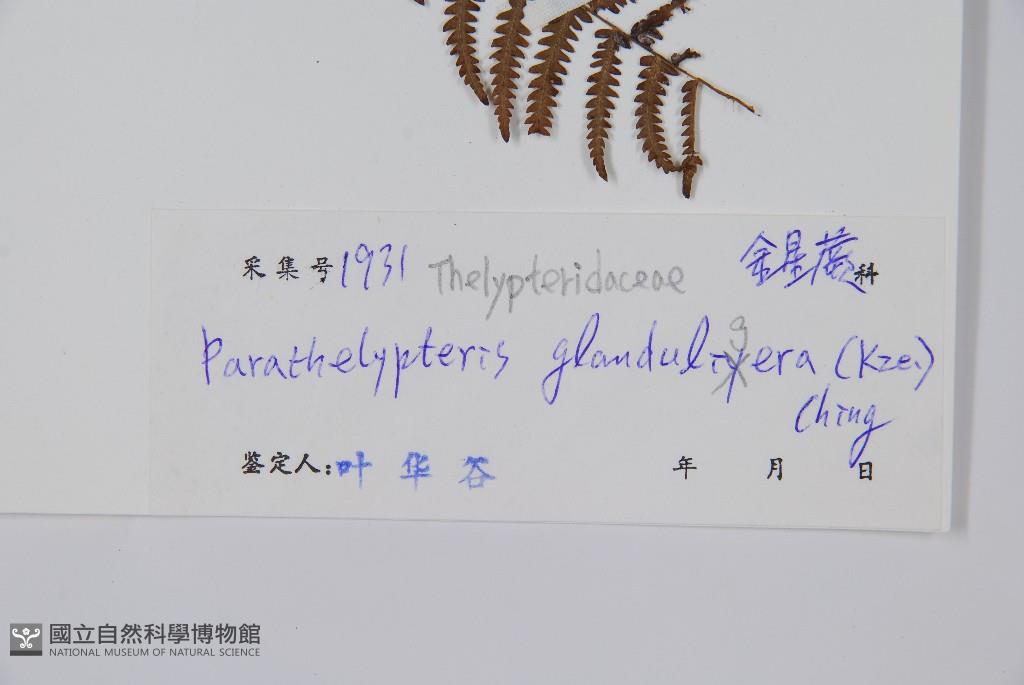 采集号 1931 Thelypteridaceae 金星蕨科
g
Parathelypteris glanduliyera (Kze.)
Ching
鉴定人: 叶华谷 年 月 日
國立自然科學博物館
NATIONAL MUSEUM OF NATURAL SCIENCE